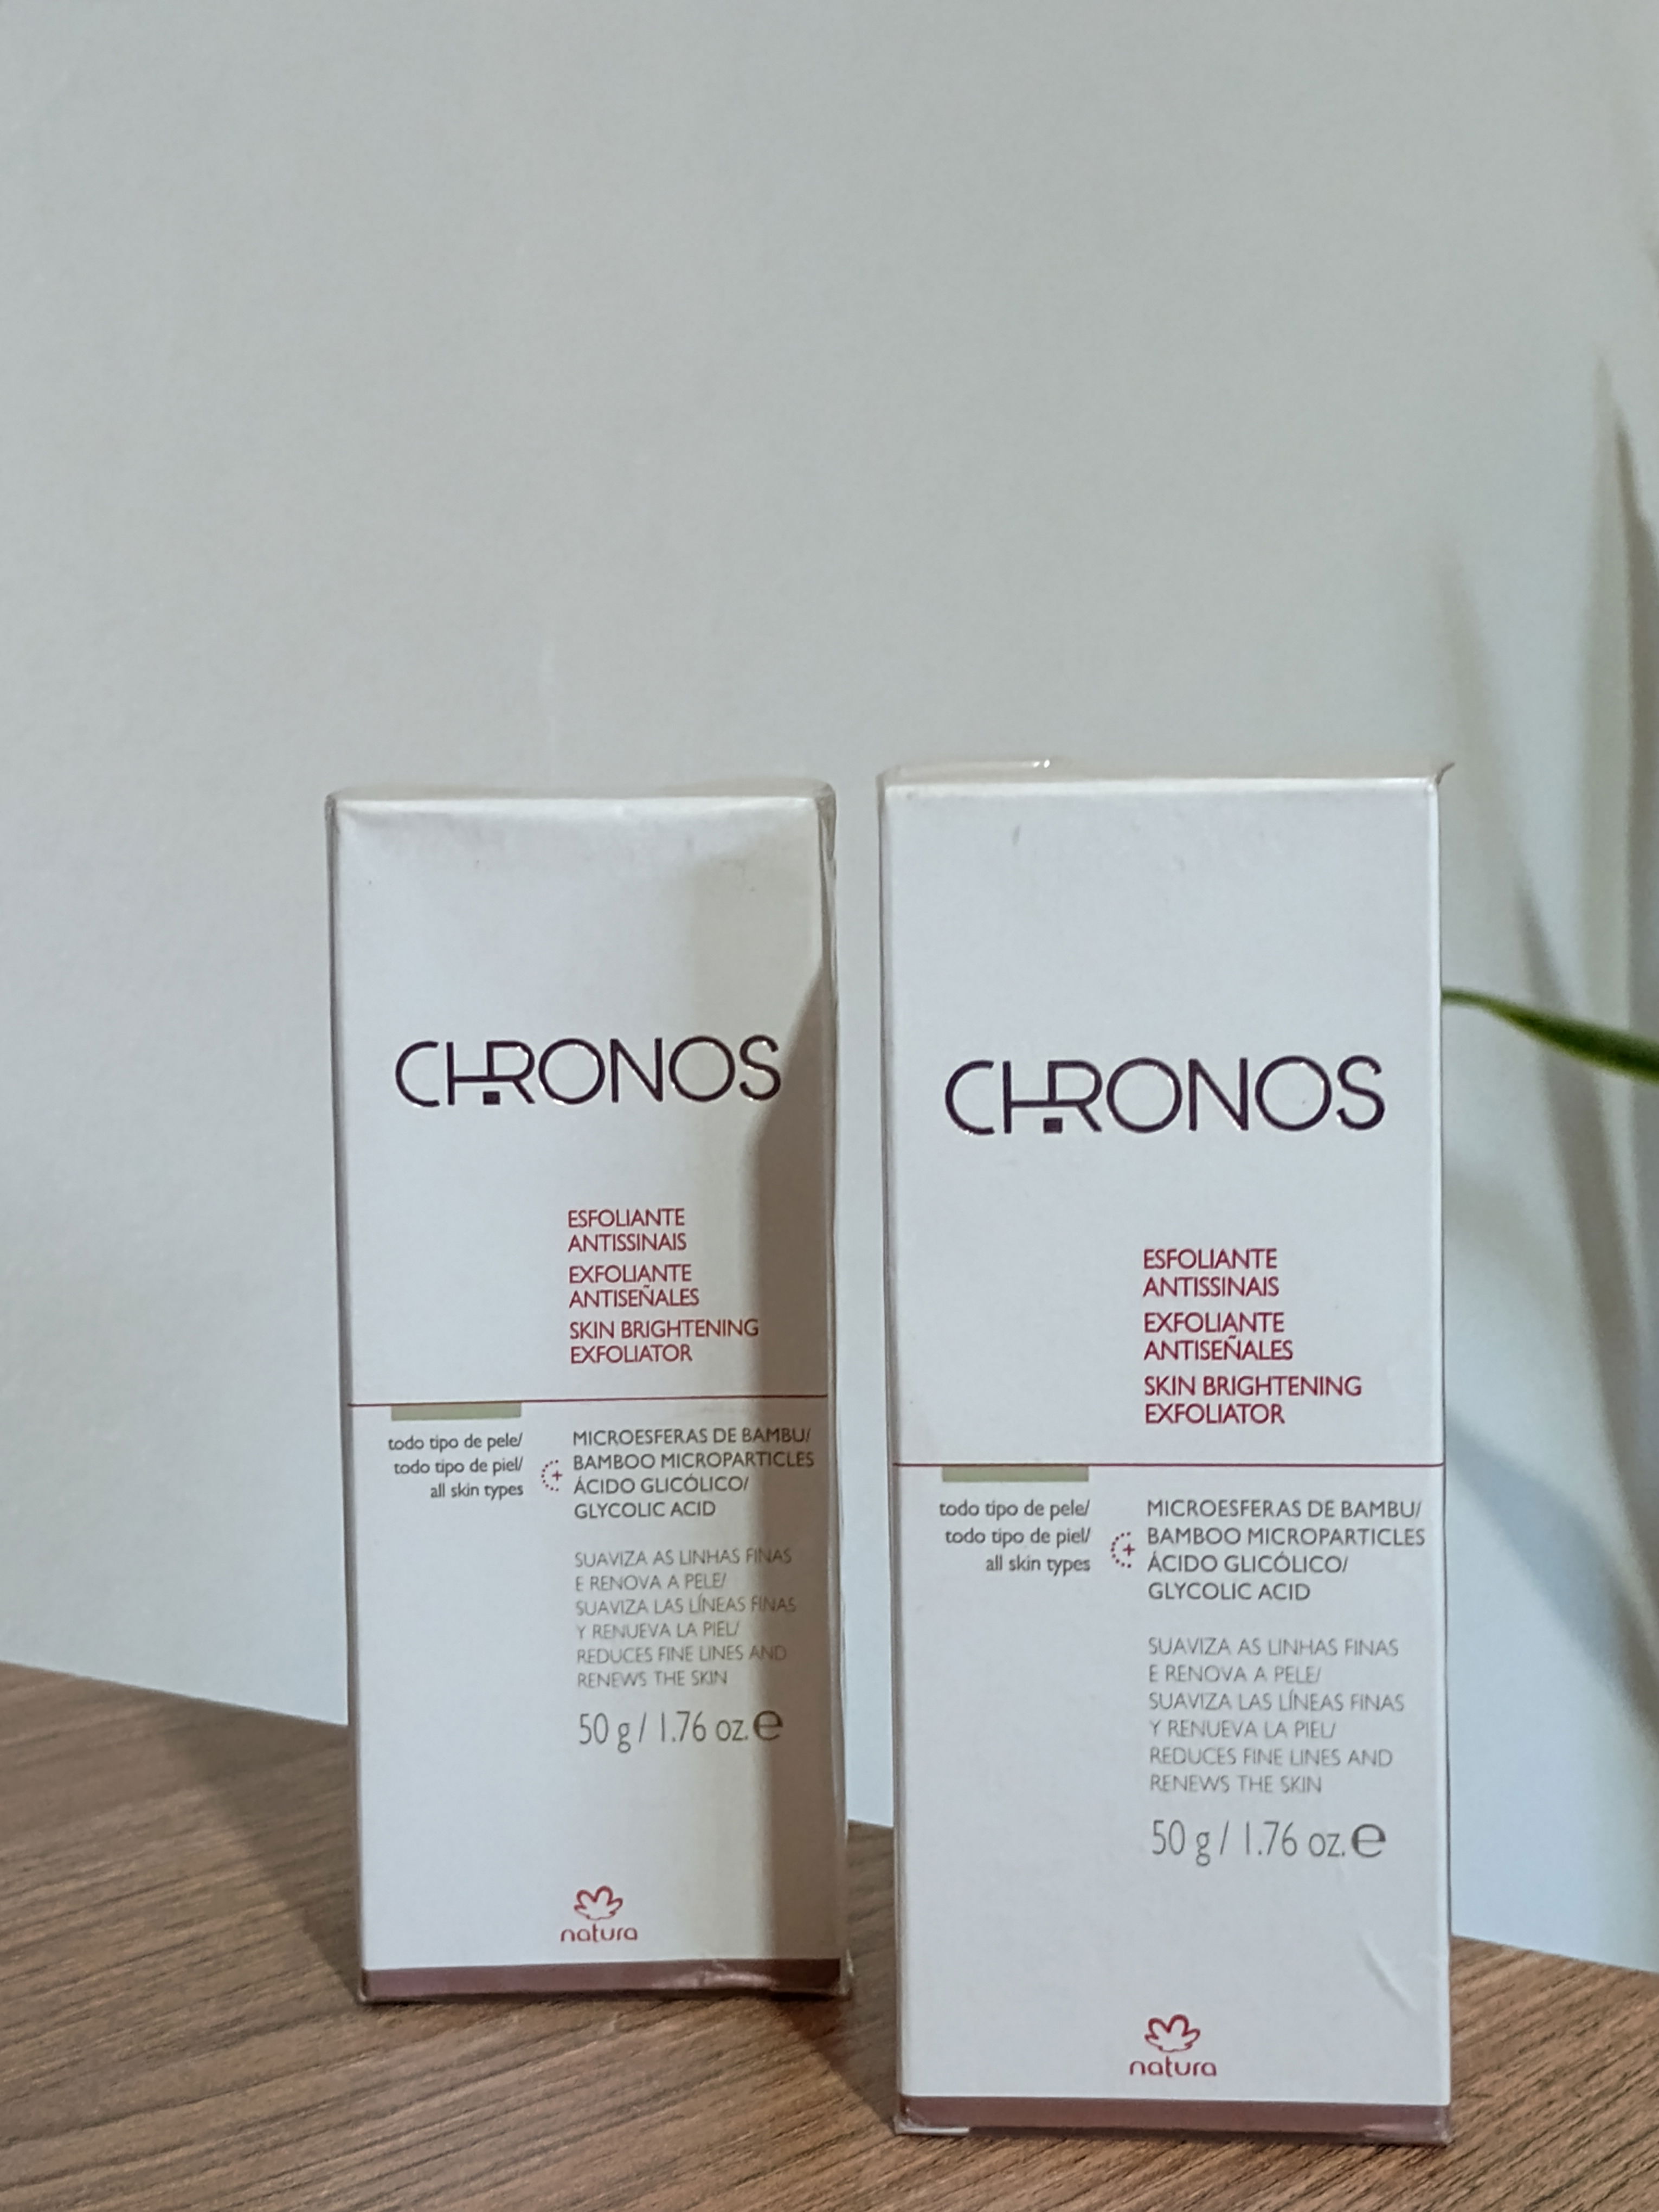 CHRONOS
ESFOLIANTE
ANTISSINAIS
EXFOLIANTE
ANTISEÑALES
SKIN BRIGHTENING
EXFOLIATOR
todo tipo de pele/
todo tipo de piel/
all skin types
+
MICROESFERAS DE BAMBU/
BAMBOO MICROPARTICLES
ÁCIDO GLICÓLICO/
GLYCOLIC ACID
SUAVIZA AS LINHAS FINAS
E RENOVA A PELE/
SUAVIZA LAS LÍNEAS FINAS
Y RENUEVA LA PIEL/
REDUCES FINE LINES AND
RENEWS THE SKIN
50 g / 1.76 oz. e
natura
CHRONOS
ESFOLIANTE
ANTISSINAIS
EXFOLIANTE
ANTISEÑALES
SKIN BRIGHTENING
EXFOLIATOR
todo tipo de pele/
todo tipo de piel/
all skin types
+
MICROESFERAS DE BAMBU/
BAMBOO MICROPARTICLES
ÁCIDO GLICÓLICO/
GLYCOLIC ACID
SUAVIZA AS LINHAS FINAS
E RENOVA A PELE/
SUAVIZA LAS LÍNEAS FINAS
Y RENUEVA LA PIEL/
REDUCES FINE LINES AND
RENEWS THE SKIN
50 g / 1.76 oz. e
natura